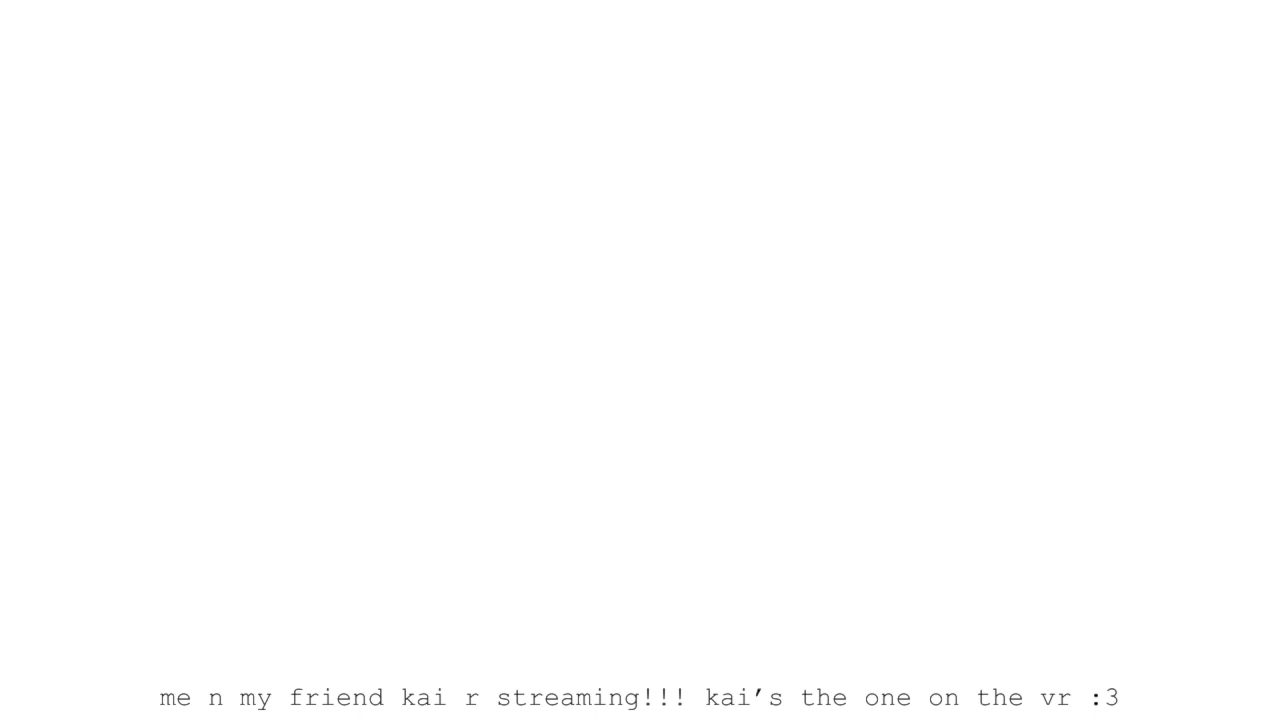 me n my friend kai r streaming!!! kai’s the one on the vr :3